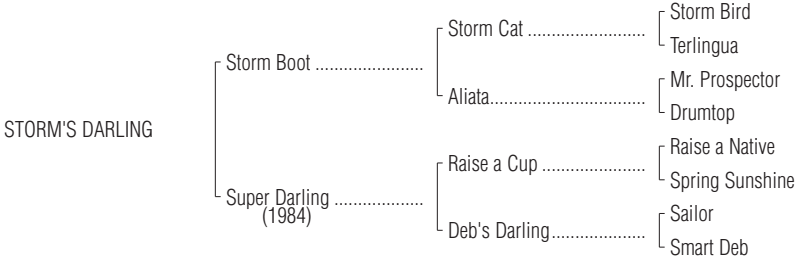 Storm Bird
Storm Cat ..........................
Terlingua
Storm Boot ........................
Mr. Prospector
Aliata..................................
Drumtop
STORM'S DARLING
Raise a Native
Raise a Cup .......................
Spring Sunshine
Super Darling ....................
(1984)
Sailor
Deb's Darling.....................
Smart Deb